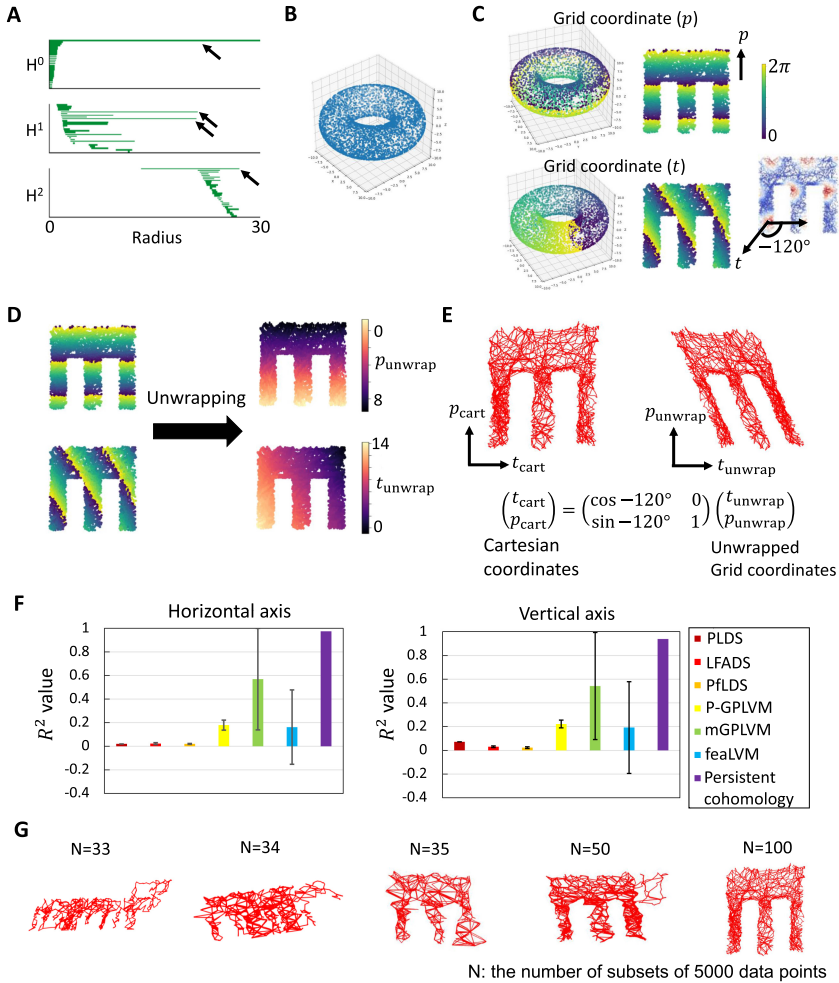 A
H⁰
H¹
H²
0
30
Radius
B
C
Grid coordinate (p)
p
2π
0
Grid coordinate (t)
t
−120°
D
Unwrapping
0
p_unwrap
8
14
t_unwrap
0
E
p_cart
t_cart
p_unwrap
t_unwrap
(t_cart p_cart) = (cos −120° 0 sin −120° 1) (t_unwrap p_unwrap)
Cartesian coordinates
Unwrapped Grid coordinates
F
Horizontal axis
R² value
1
0.8
0.6
0.4
0.2
0
-0.2
-0.4
Vertical axis
R² value
1
0.8
0.6
0.4
0.2
0
-0.2
-0.4
PLDS
LFADS
PfLDS
P-GPLVM
mGPLVM
feaLVM
Persistent cohomology
G
N=33
N=34
N=35
N=50
N=100
N: the number of subsets of 5000 data points